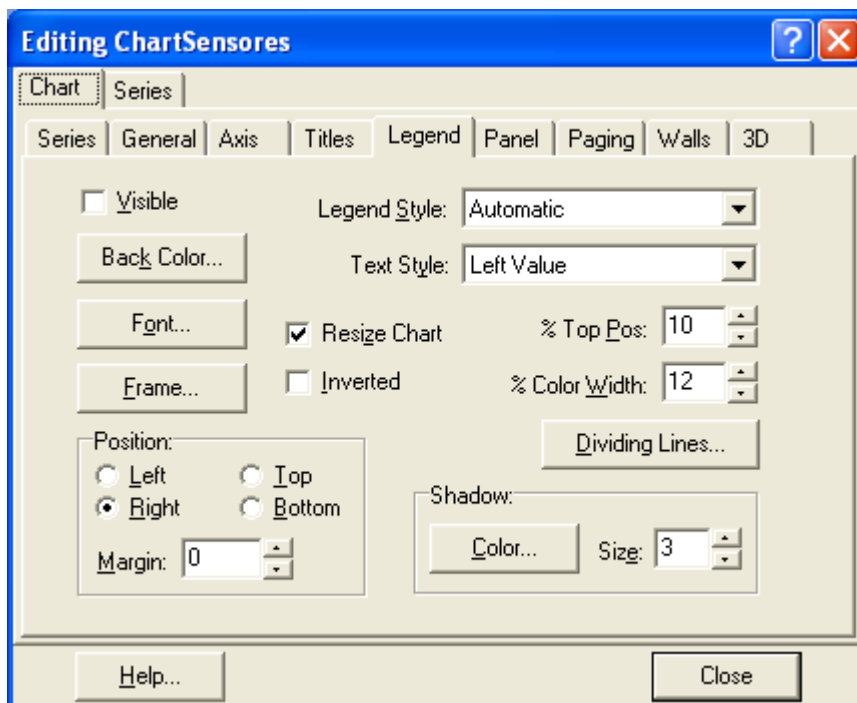 Editing ChartSensores
Chart Series
Series General Axis Titles Legend Panel Paging Walls 3D
Visible
Legend Style: Automatic
Back Color...
Text Style: Left Value
Font...
Resize Chart
% Top Pos: 10
Frame...
Inverted
% Color Width: 12
Dividing Lines...
Position:
Left Top
Right Bottom
Margin: 0
Shadow:
Color... Size: 3
Help... Close